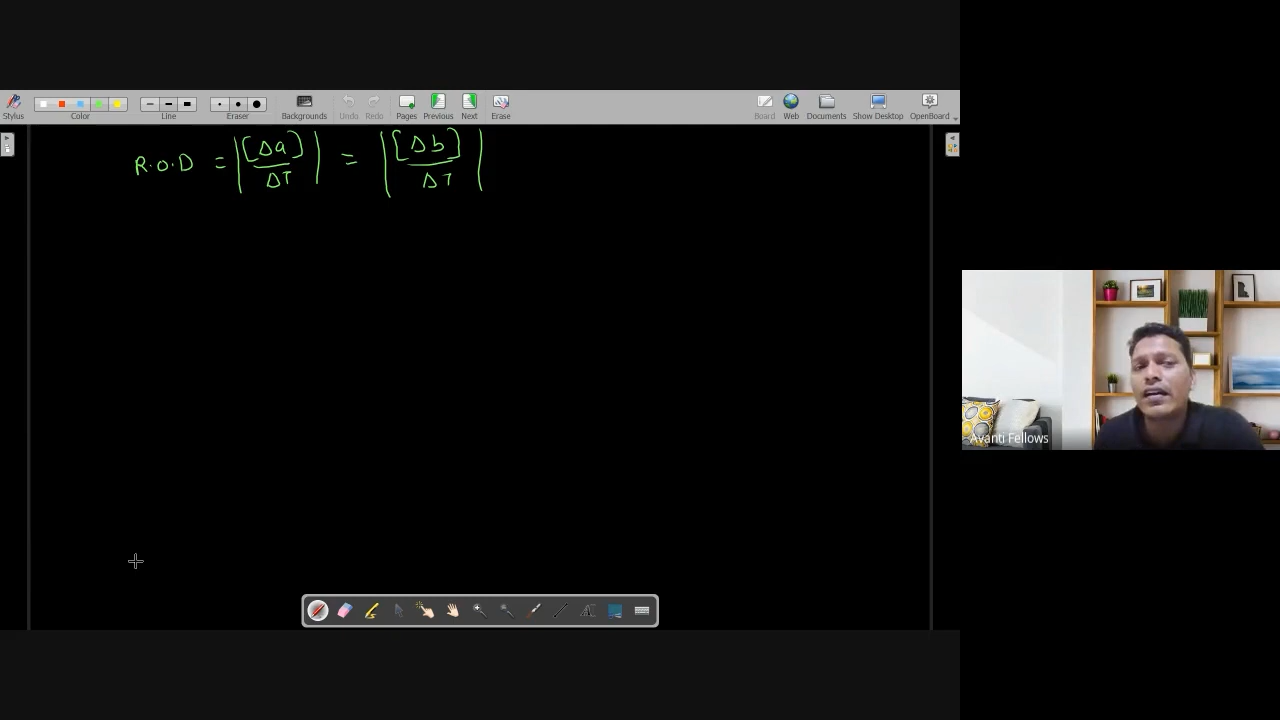 Stylus
Color
Line
Eraser
Backgrounds
Undo
Redo
Pages
Previous
Next
Erase
Board
Web
Documents
Show Desktop
OpenBoard
R.O.D = |[Δa]/ΔT| = |[Δb]/ΔT|
Avanti Fellows